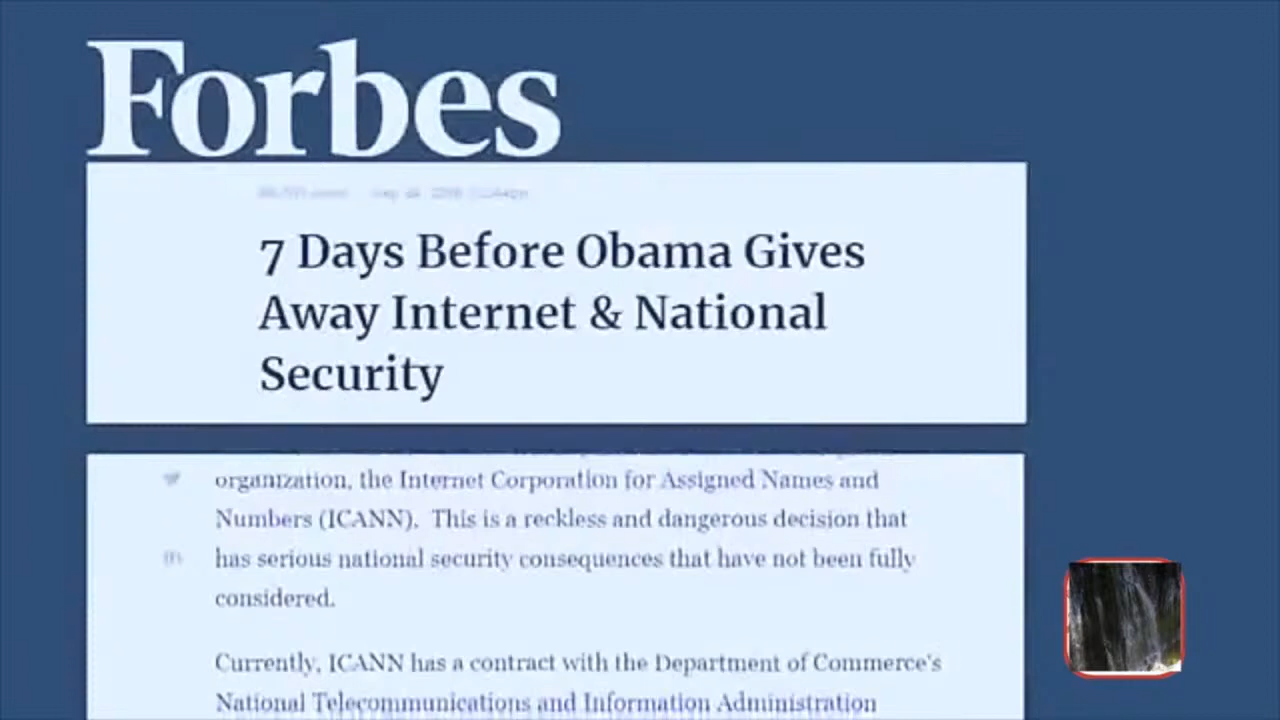 Forbes
7 Days Before Obama Gives
Away Internet & National
Security
organization, the Internet Corporation for Assigned Names and
Numbers (ICANN). This is a reckless and dangerous decision that
has serious national security consequences that have not been fully
considered.
Currently, ICANN has a contract with the Department of Commerce's
National Telecommunications and Information Administration